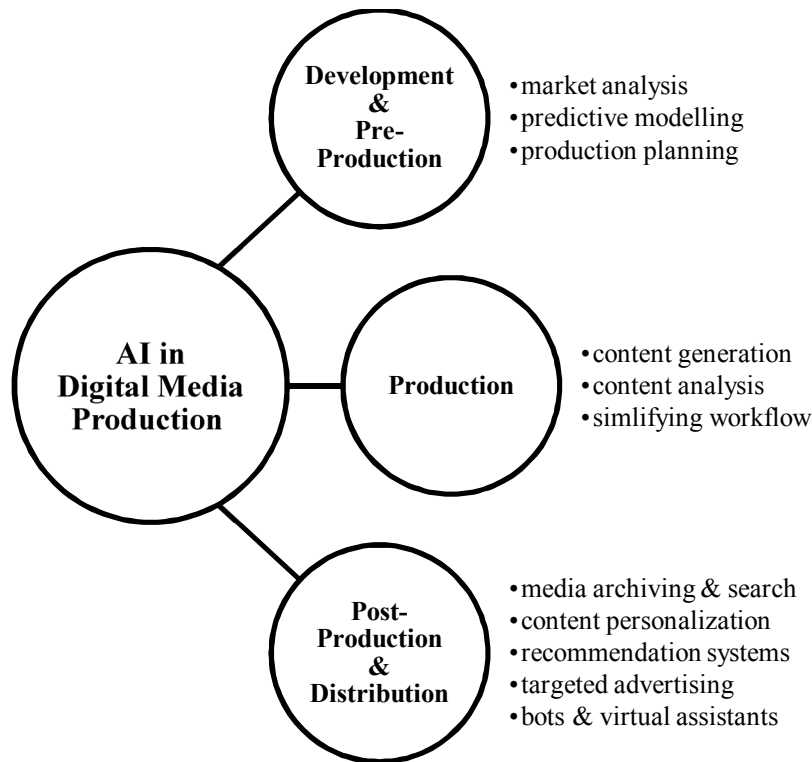 Development
&
Pre-
Production
•market analysis
•predictive modelling
•production planning
AI in
Digital Media
Production
Production
•content generation
•content analysis
•simlifying workflow
Post-
Production
&
Distribution
•media archiving & search
•content personalization
•recommendation systems
•targeted advertising
•bots & virtual assistants